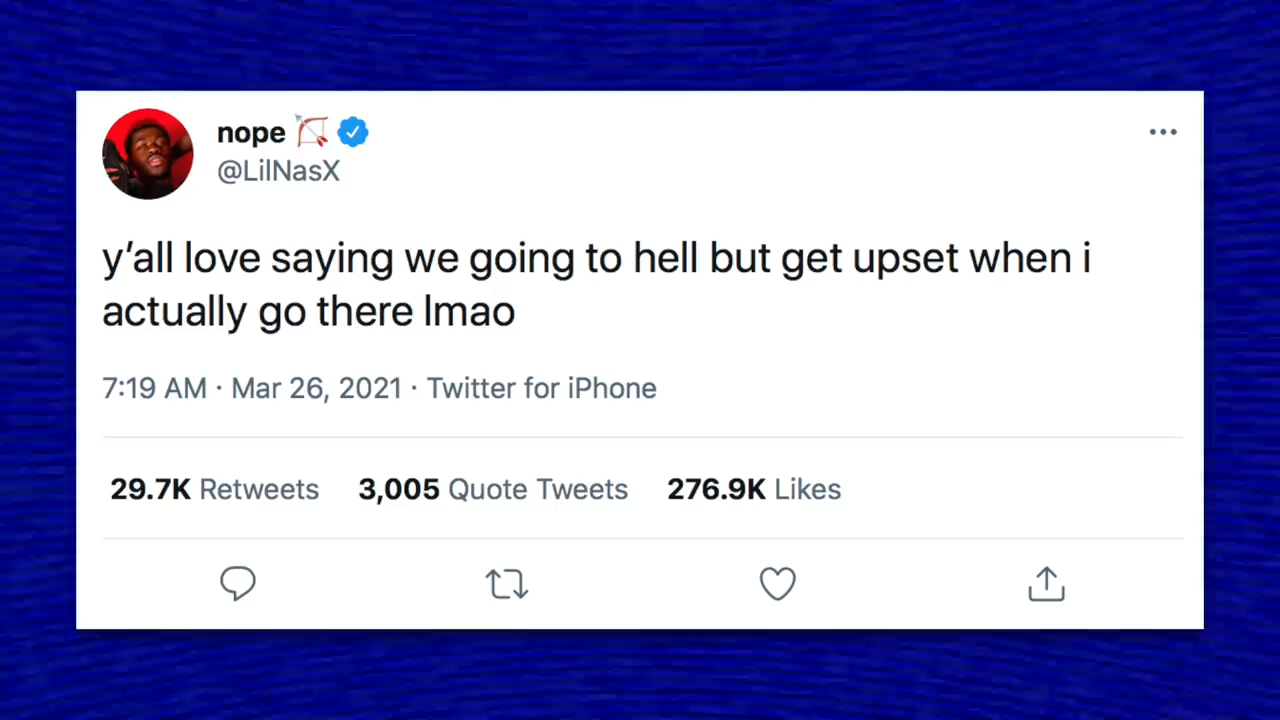 nope 🏹
@LilNasX
y'all love saying we going to hell but get upset when i
actually go there lmao
7:19 AM · Mar 26, 2021 · Twitter for iPhone
29.7K Retweets 3,005 Quote Tweets 276.9K Likes